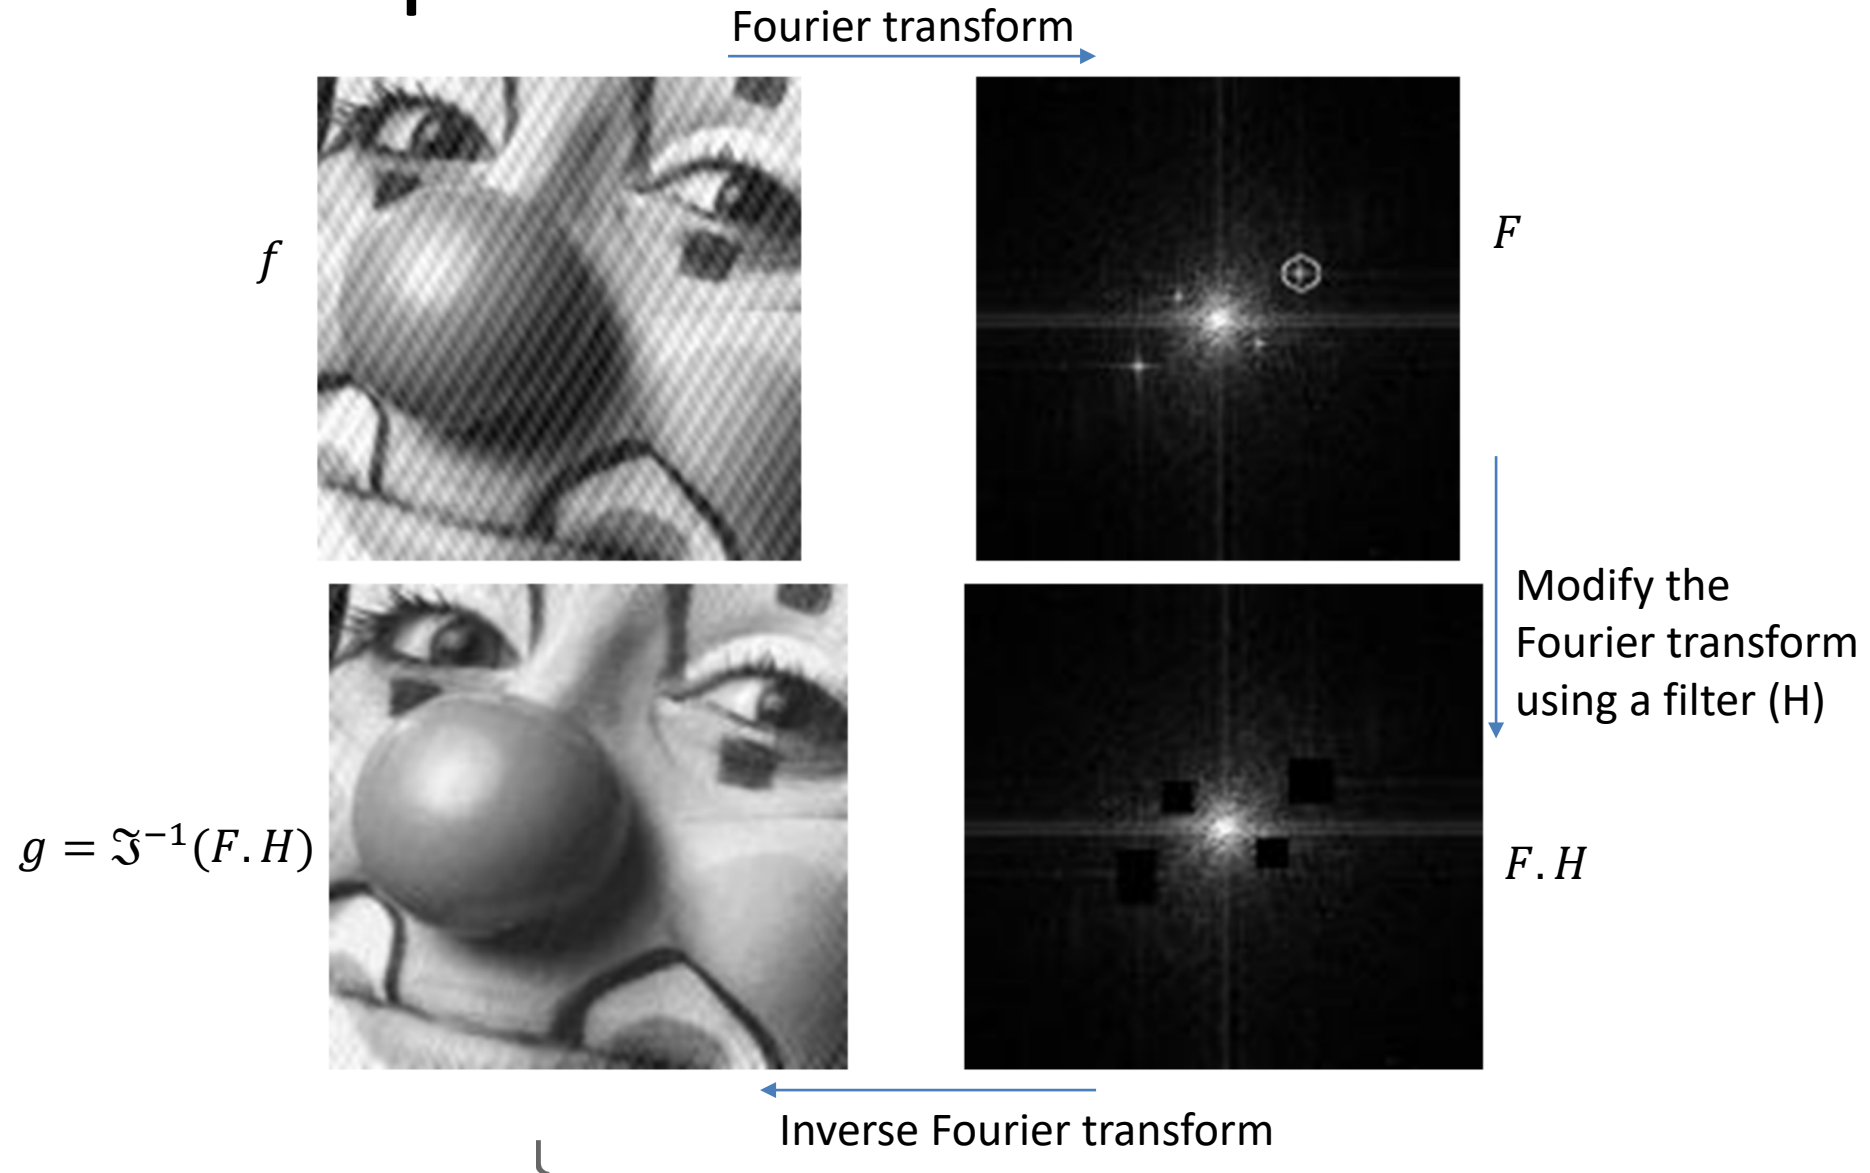 Fourier transform
f
F
Modify the
Fourier transform
using a filter (H)
g = ℑ⁻¹(F.H)
F.H
Inverse Fourier transform